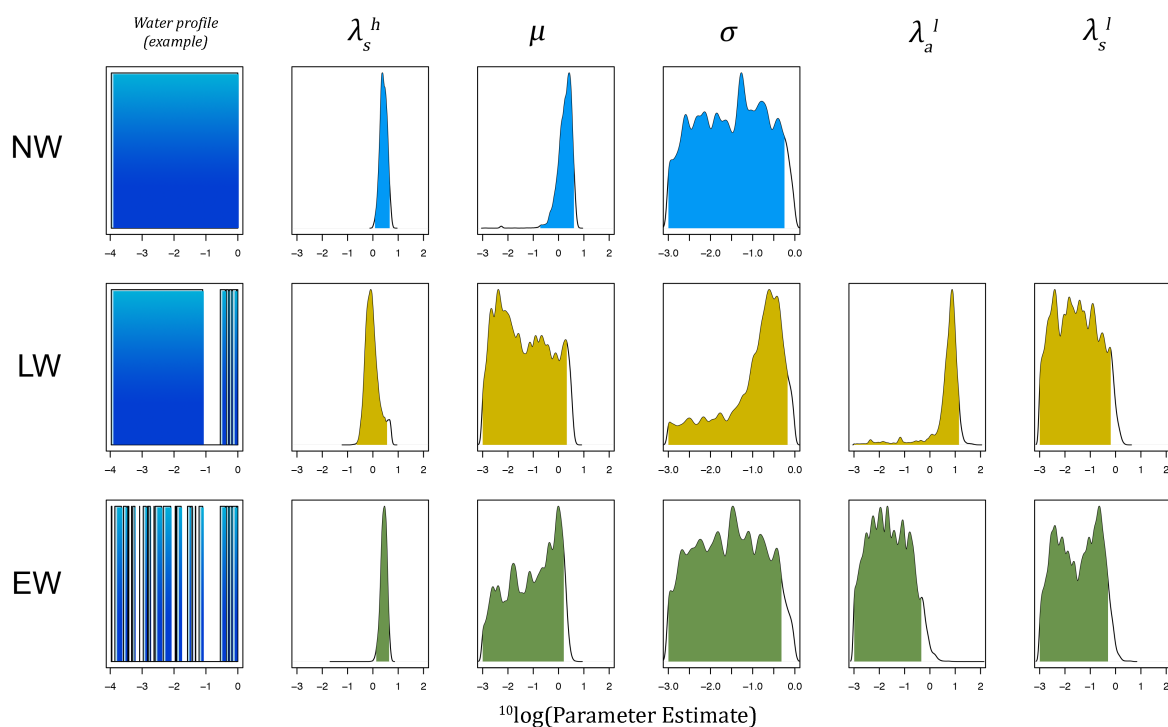 Water profile
(example)
λ_s^h μ σ λ_a^l λ_s^l
NW
−4 −3 −2 −1 0 −3 −2 −1 0 1 2 −3 −2 −1 0 1 2 −3.0 −2.0 −1.0 0.0
LW
−4 −3 −2 −1 0 −3 −2 −1 0 1 2 −3 −2 −1 0 1 2 −3.0 −2.0 −1.0 0.0 −3 −2 −1 0 1 2 −3 −2 −1 0 1 2
EW
−4 −3 −2 −1 0 −3 −2 −1 0 1 2 −3 −2 −1 0 1 2 −3.0 −2.0 −1.0 0.0 −3 −2 −1 0 1 2 −3 −2 −1 0 1 2
¹⁰log(Parameter Estimate)